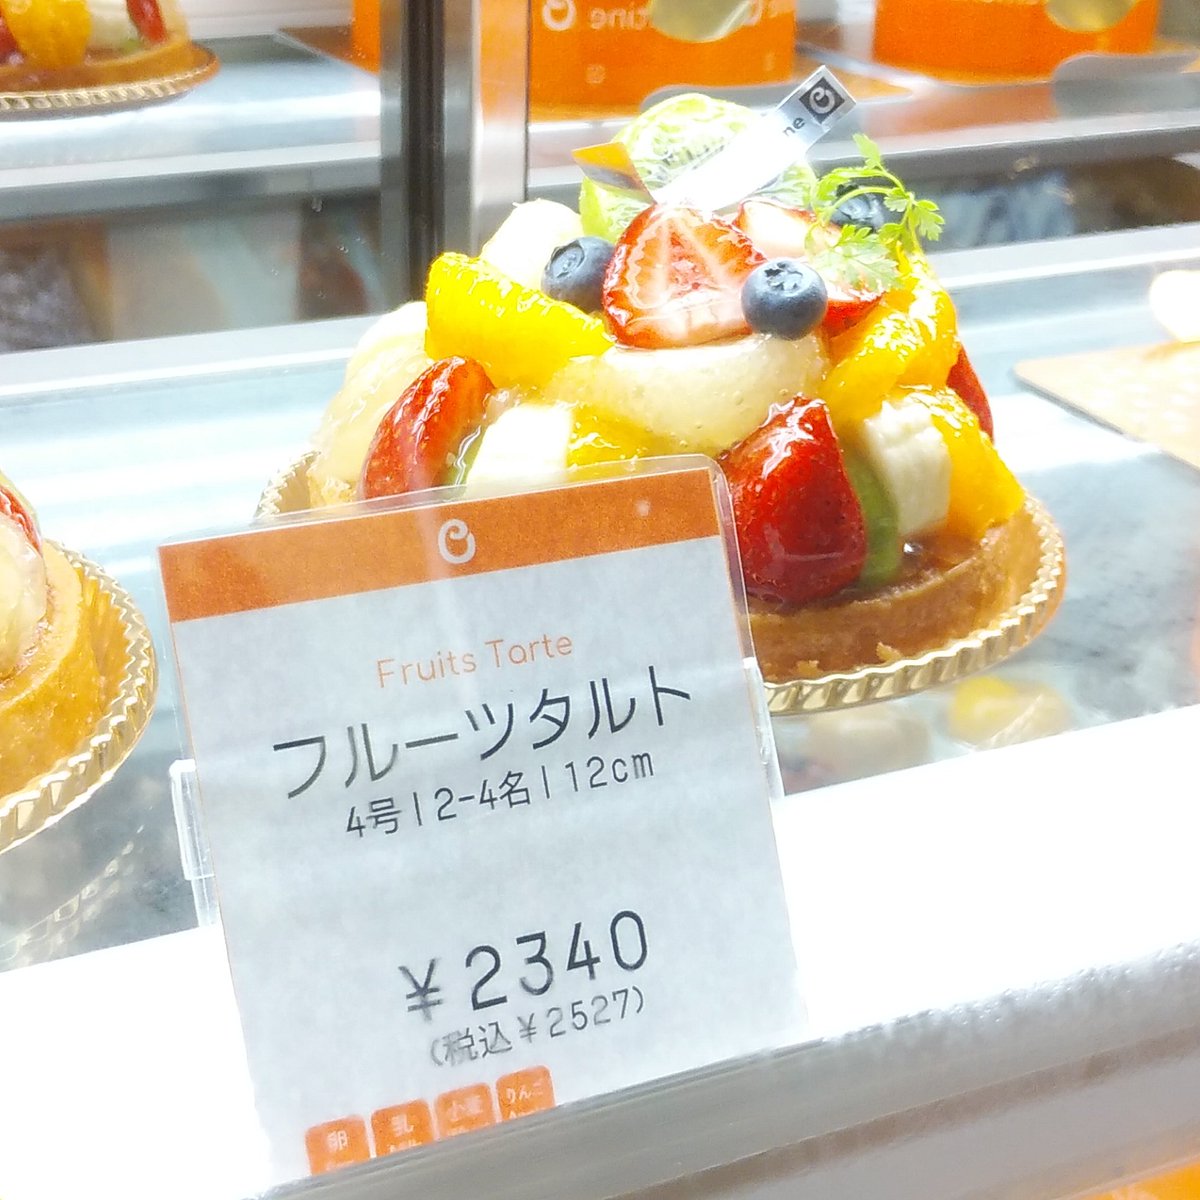 Fruits Tarte
フルーツタルト
4号|2-4名|12cm
¥2340
(税込¥2527)
卵 乳 小麦 りんご